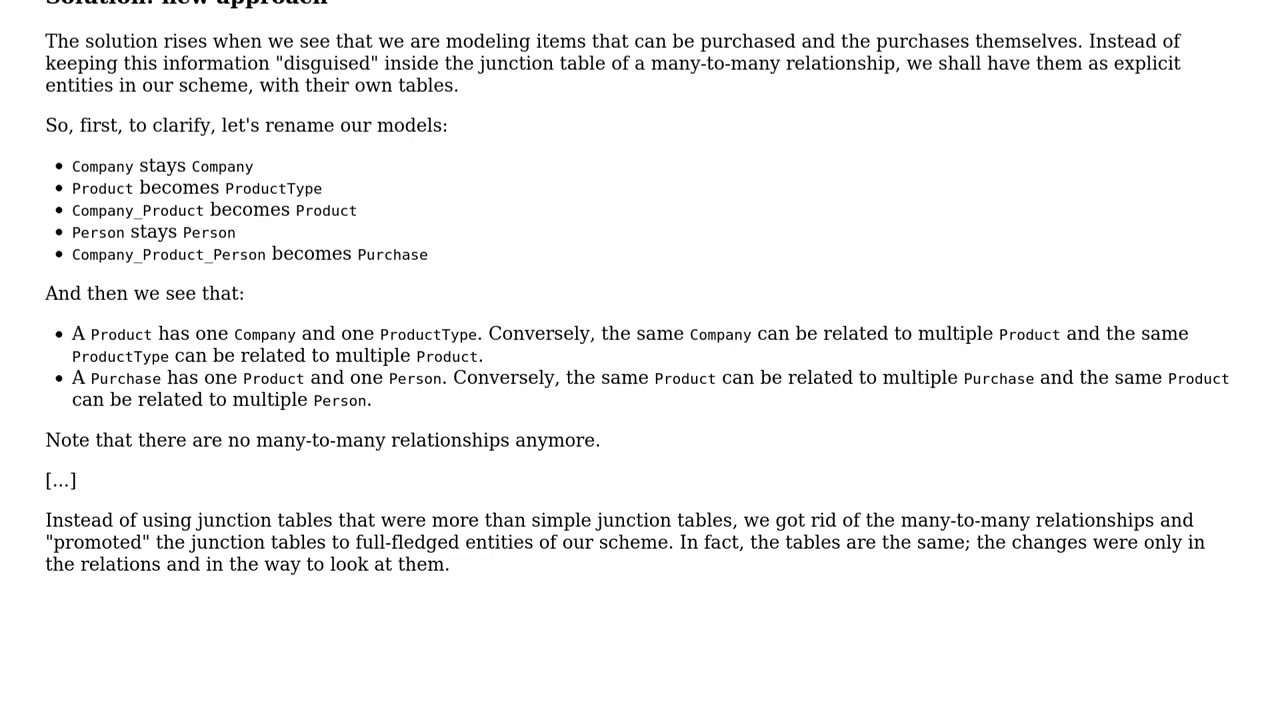 Solution: new approach
The solution rises when we see that we are modeling items that can be purchased and the purchases themselves. Instead of
keeping this information "disguised" inside the junction table of a many-to-many relationship, we shall have them as explicit
entities in our scheme, with their own tables.
So, first, to clarify, let's rename our models:
• Company stays Company
• Product becomes ProductType
• Company_Product becomes Product
• Person stays Person
• Company_Product_Person becomes Purchase
And then we see that:
• A Product has one Company and one ProductType. Conversely, the same Company can be related to multiple Product and the same
ProductType can be related to multiple Product.
• A Purchase has one Product and one Person. Conversely, the same Product can be related to multiple Purchase and the same Product
can be related to multiple Person.
Note that there are no many-to-many relationships anymore.
[...]
Instead of using junction tables that were more than simple junction tables, we got rid of the many-to-many relationships and
"promoted" the junction tables to full-fledged entities of our scheme. In fact, the tables are the same; the changes were only in
the relations and in the way to look at them.